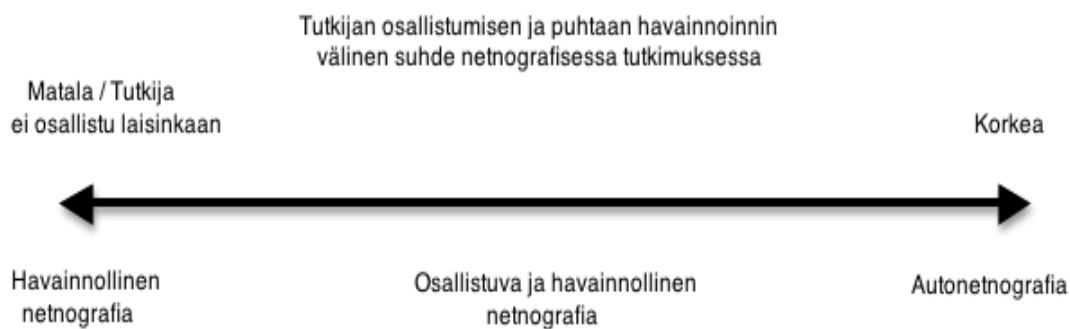 Tutkijan osallistumisen ja puhtaan havainnoinnin
välinen suhde netnografisessa tutkimuksessa
Matala / Tutkija
ei osallistu laisinkaan
Korkea
Havainnollinen
netnografia
Osallistuva ja havainnollinen
netnografia
Autonetnografia